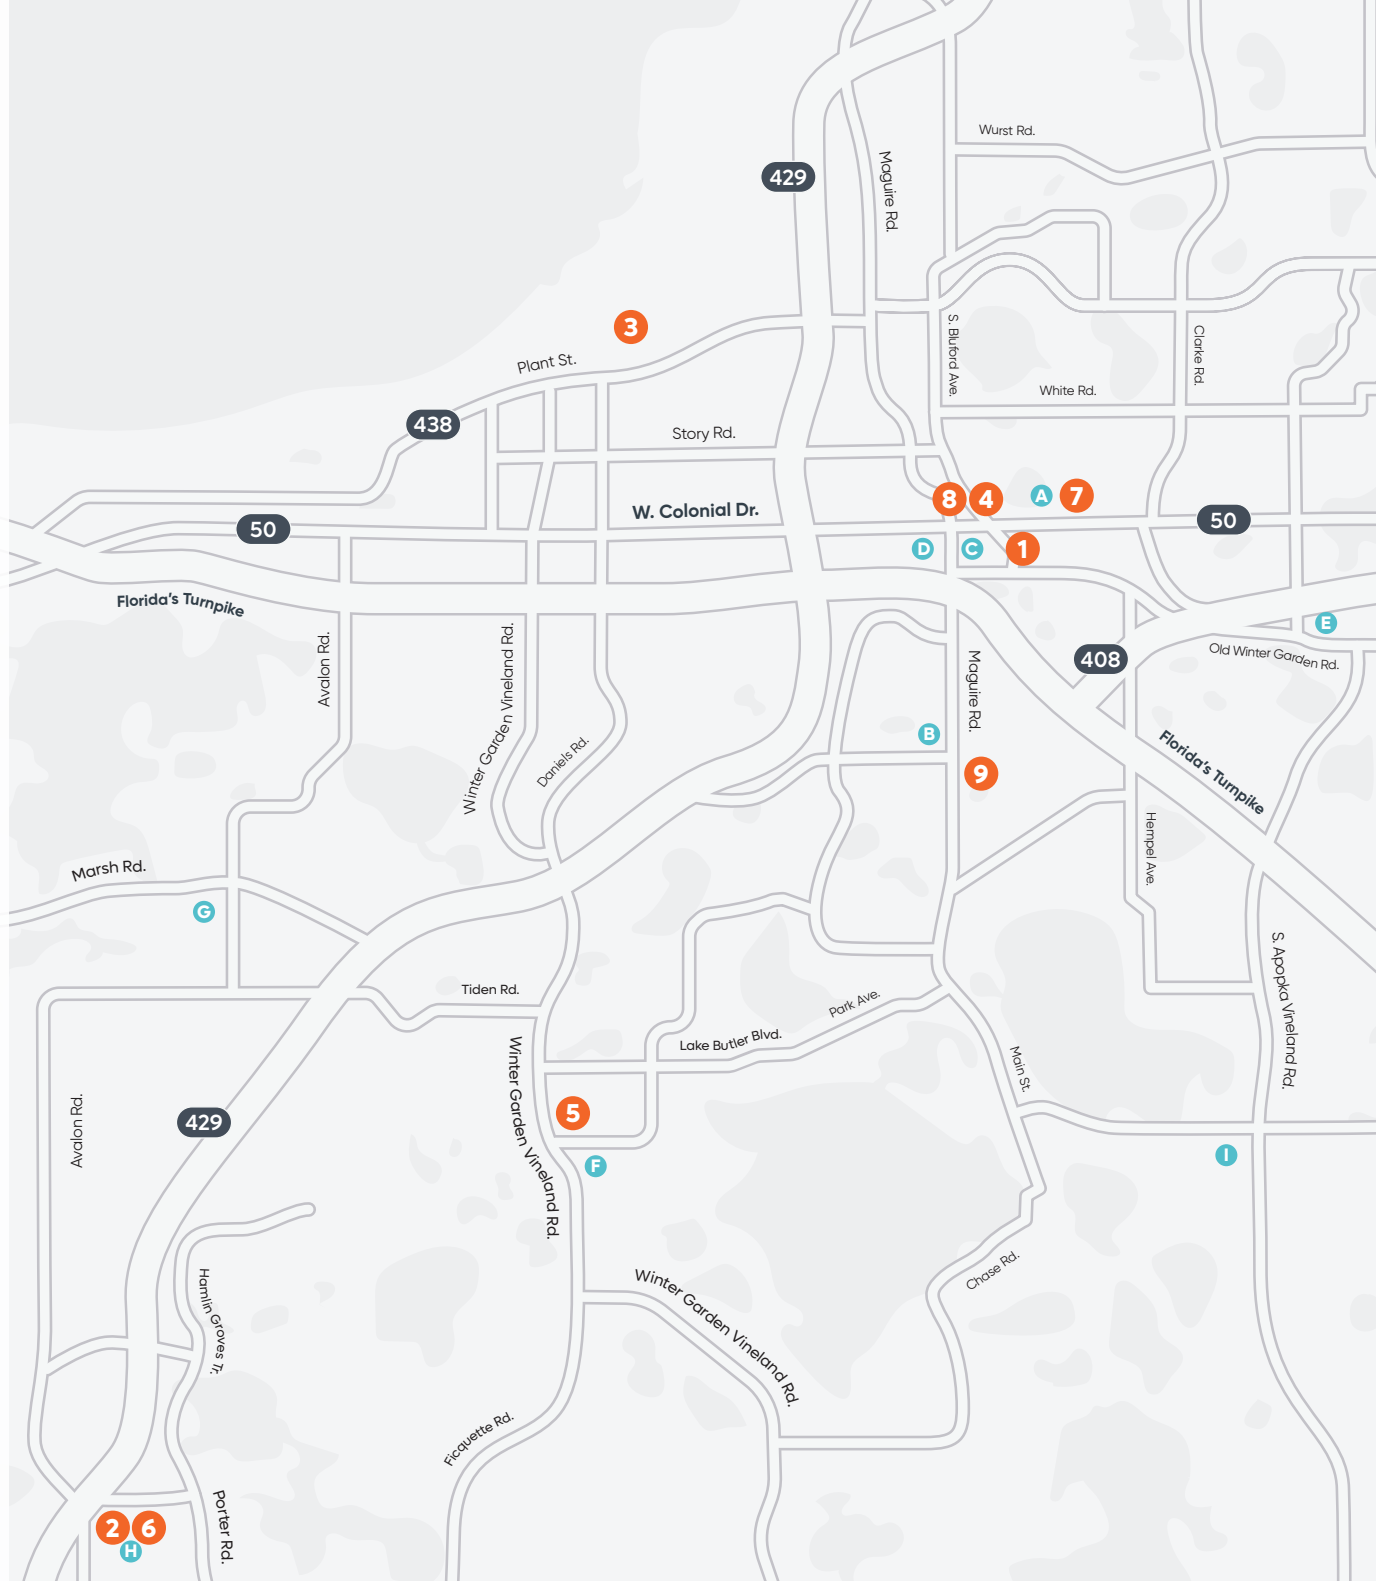 Wurst Rd.
429
Maguire Rd.
3
S. Bluford Ave.
Clarke Rd.
Plant St.
White Rd.
438
Story Rd.
8
4
A
7
W. Colonial Dr.
50
50
D
C
1
Florida's Turnpike
E
Avalon Rd.
Winter Garden Vineland Rd.
Maguire Rd.
408
Old Winter Garden Rd.
B
Daniels Rd.
9
Florida's Turnpike
Hempel Ave.
Marsh Rd.
G
S. Apopka Vineland Rd.
Tiden Rd.
Park Ave.
Lake Butler Blvd.
Winter Garden Vineland Rd.
Main St.
Avalon Rd.
429
5
F
I
Chase Rd.
Hamlin Groves Tr.
Winter Garden Vineland Rd.
Ficquette Rd.
Porter Rd.
2
6
H